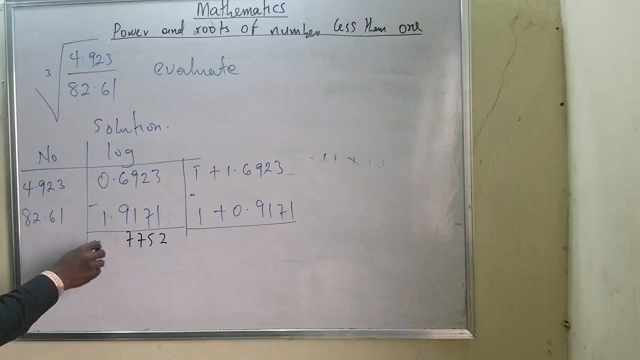 Mathematics
Power and roots of number less than one
3√(4.923/82.61) evaluate
Solution.
No log
4.923 0.6923 1̄ + 1.6923
82.61 - 1.9171 - 1 + 0.9171
7752